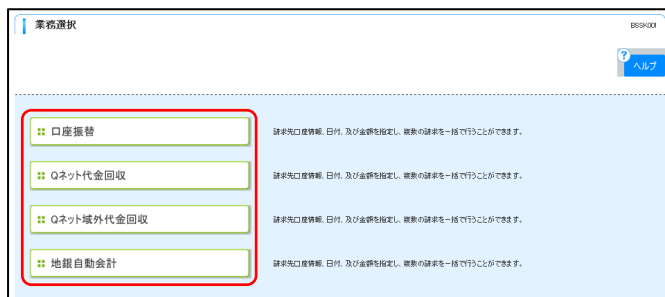 業務選択
BSSK001
?
ヘルプ
口座振替 請求先口座情報、日付、及び金額を指定し、複数の請求を一括で行うことができます。
Qネット代金回収 請求先口座情報、日付、及び金額を指定し、複数の請求を一括で行うことができます。
Qネット域外代金回収 請求先口座情報、日付、及び金額を指定し、複数の請求を一括で行うことができます。
地銀自動会計 請求先口座情報、日付、及び金額を指定し、複数の請求を一括で行うことができます。